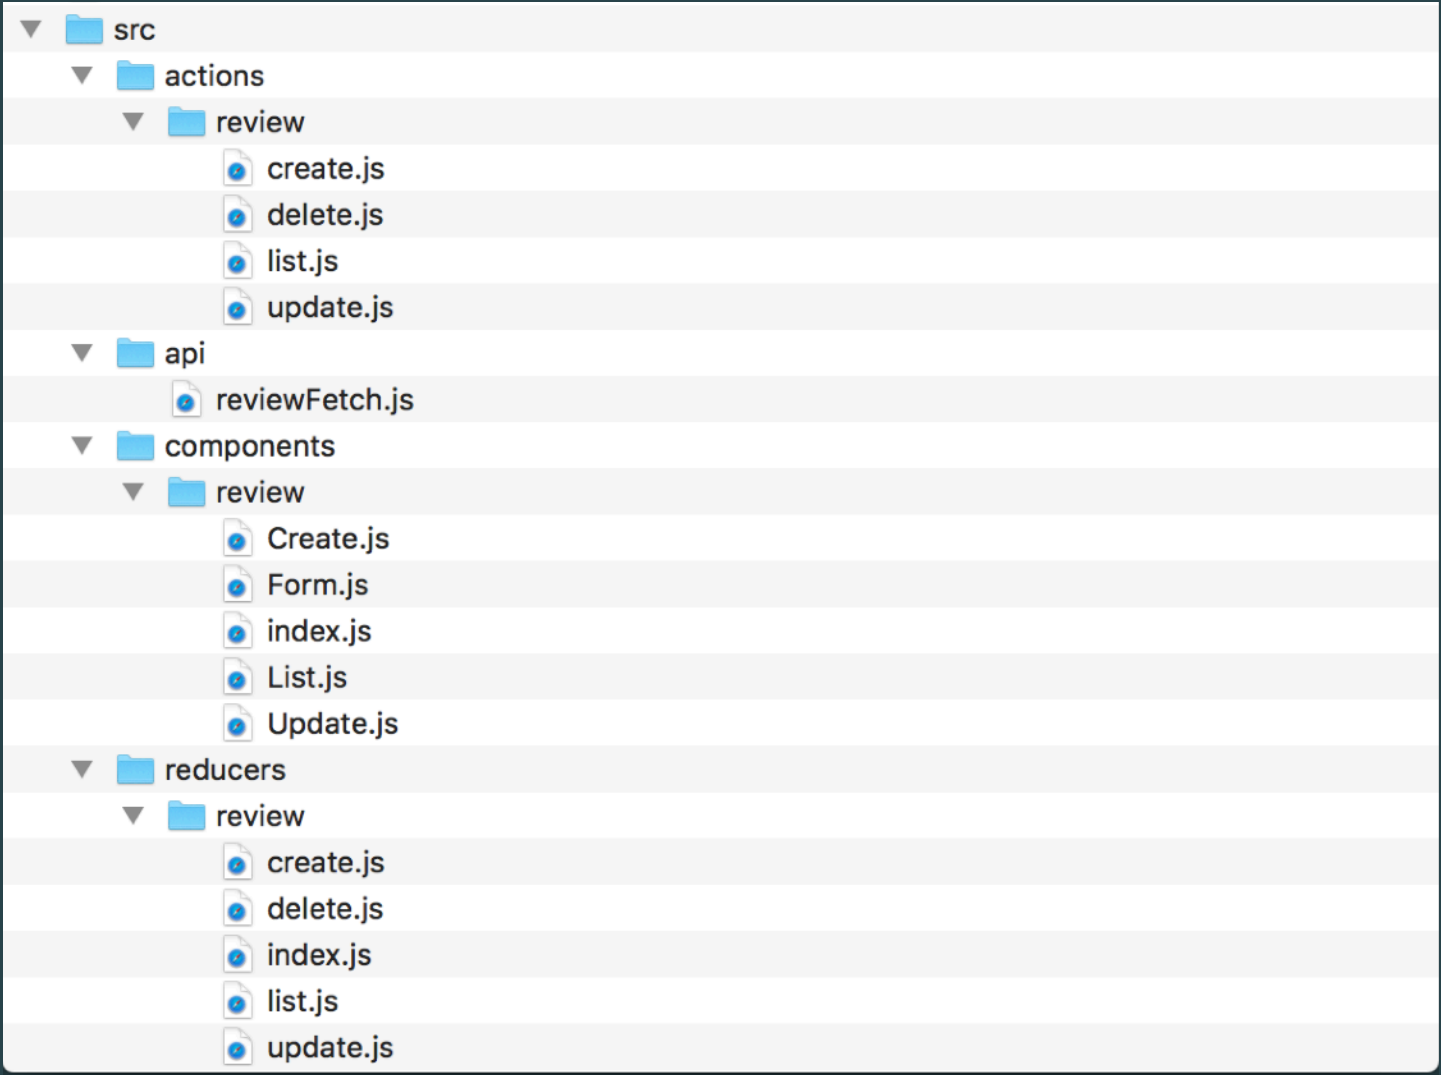 src
actions
review
create.js
delete.js
list.js
update.js
api
reviewFetch.js
components
review
Create.js
Form.js
index.js
List.js
Update.js
reducers
review
create.js
delete.js
index.js
list.js
update.js